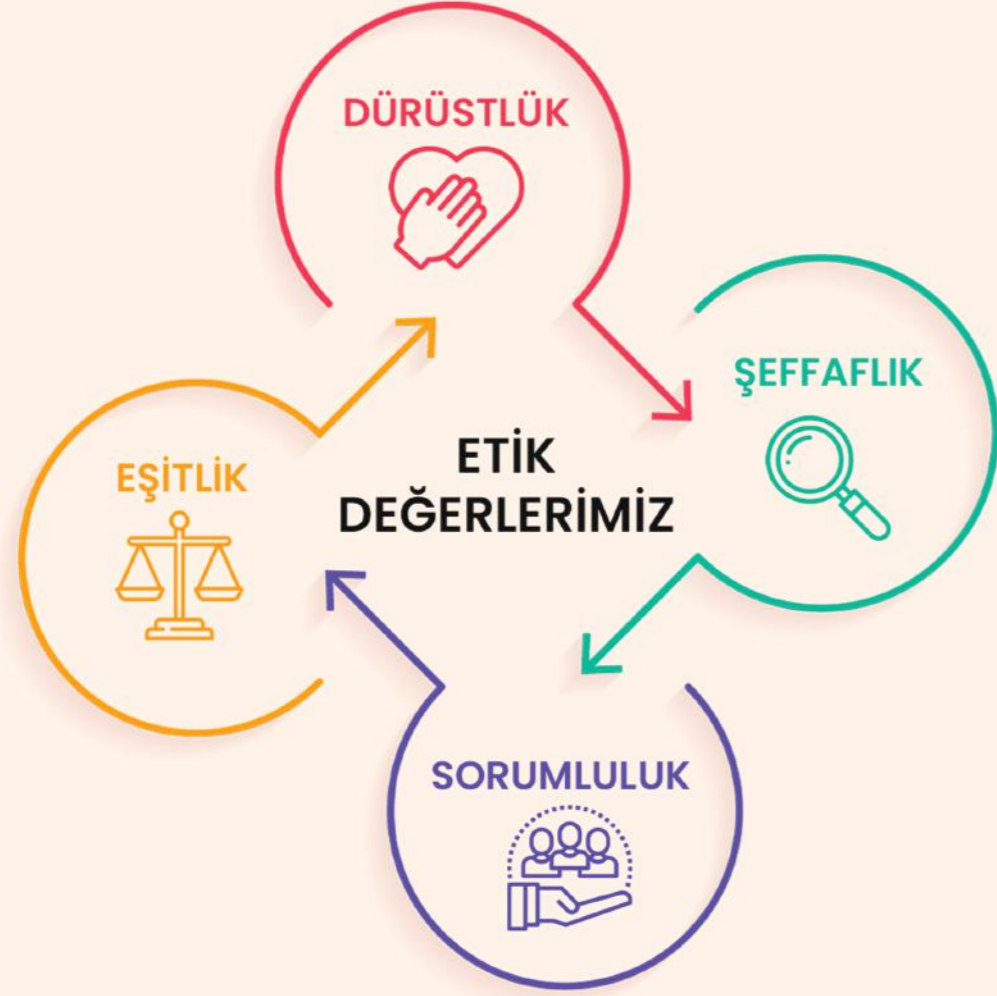 DÜRÜSTLÜK
ŞEFFAFLIK
ETİK
DEĞERLERİMİZ
EŞİTLİK
SORUMLULUK